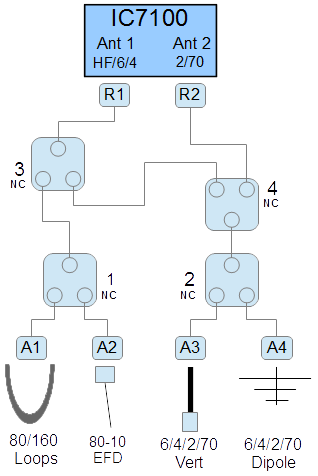 IC7100
Ant 1 Ant 2
HF/6/4 2/70
R1 R2
3
NC
4
NC
1
NC
2
NC
A1 A2 A3 A4
80/160
Loops
80-10
EFD
6/4/2/70
Vert
6/4/2/70
Dipole